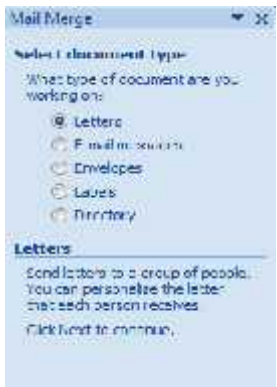 Mail Merge
Select document type
What type of document are you
working on?
Letters
E-mail messages
Envelopes
Labels
Directory
Letters
Send letters to a group of people.
You can personalize the letter
that each person receives.
Click Next to continue.